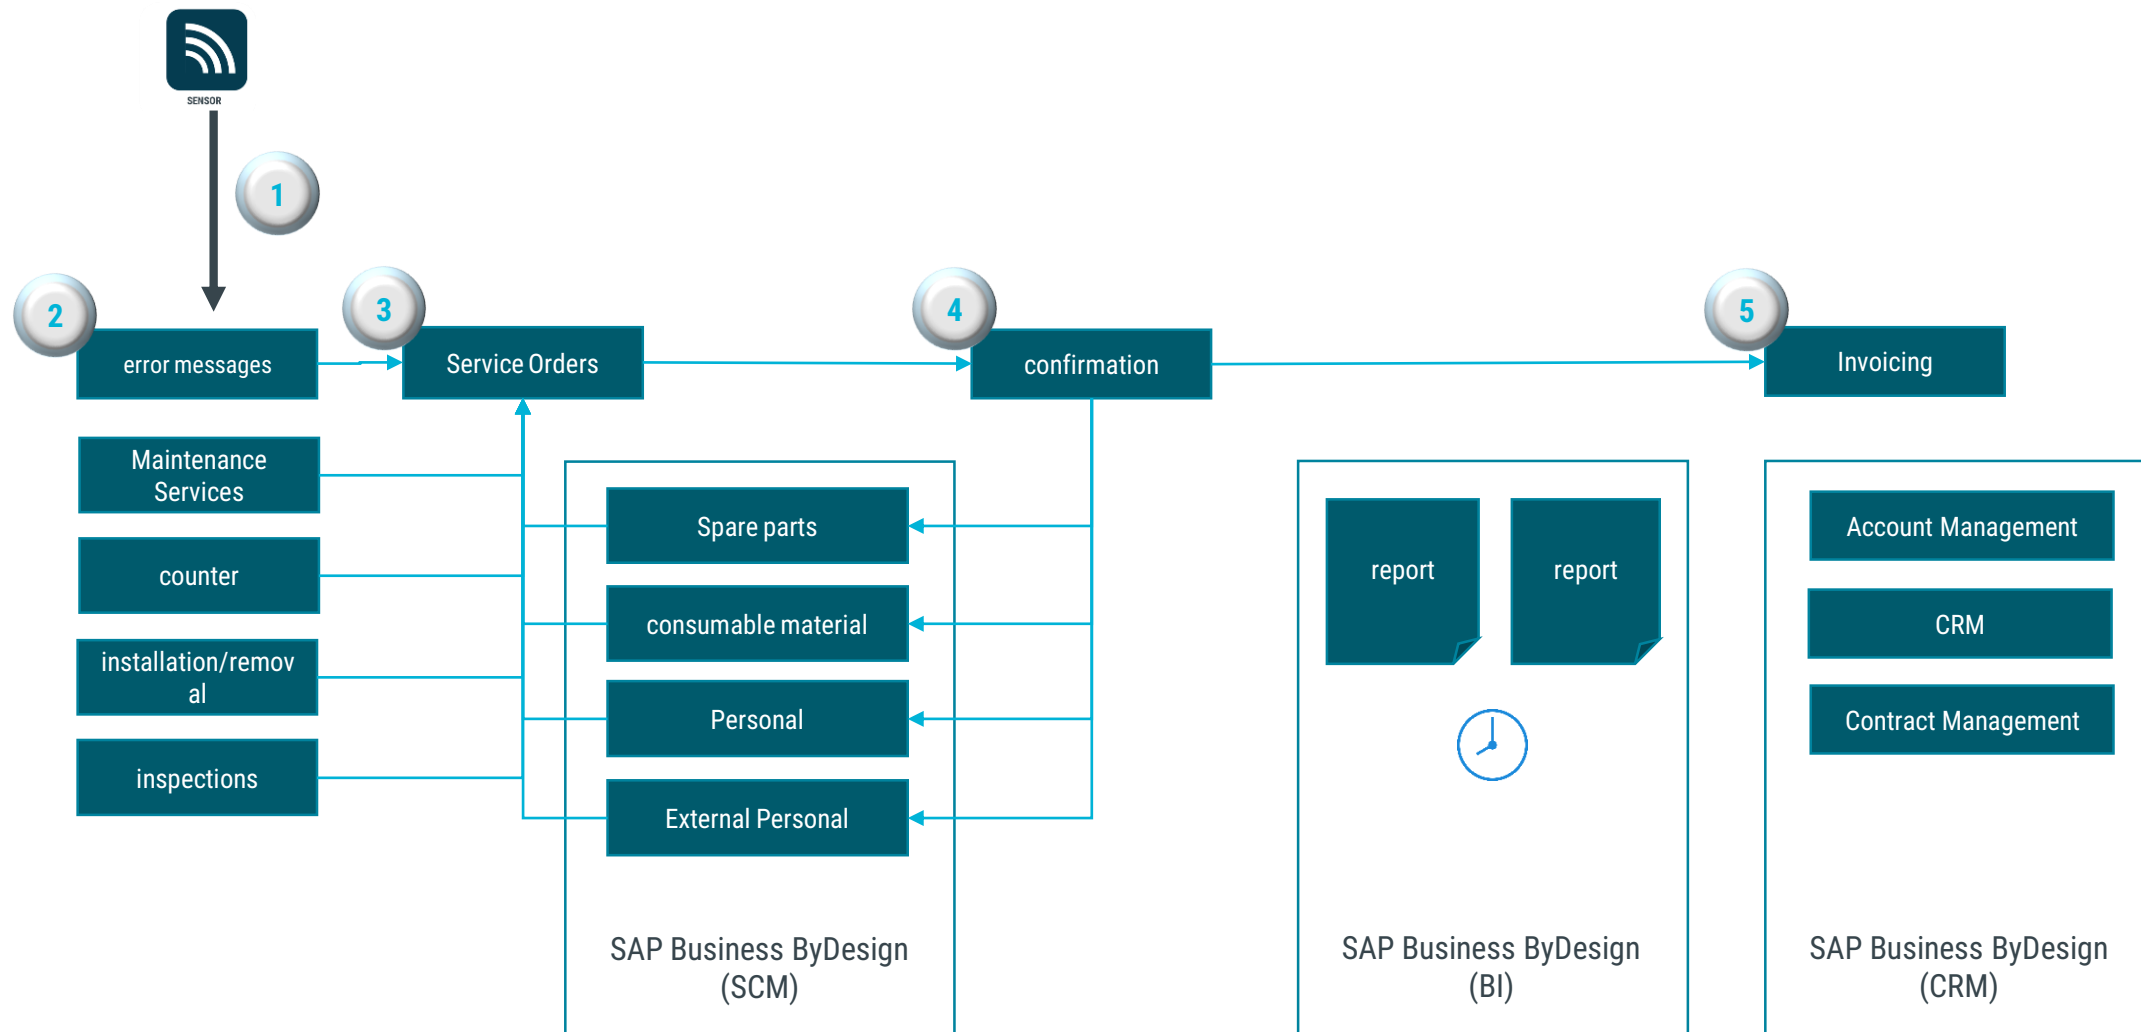 SENSOR
1
2
3
4
5
error messages
Service Orders
confirmation
Invoicing
Maintenance
Services
counter
installation/remov
al
inspections
Spare parts
consumable material
Personal
External Personal
SAP Business ByDesign
(SCM)
report
report
SAP Business ByDesign
(BI)
Account Management
CRM
Contract Management
SAP Business ByDesign
(CRM)